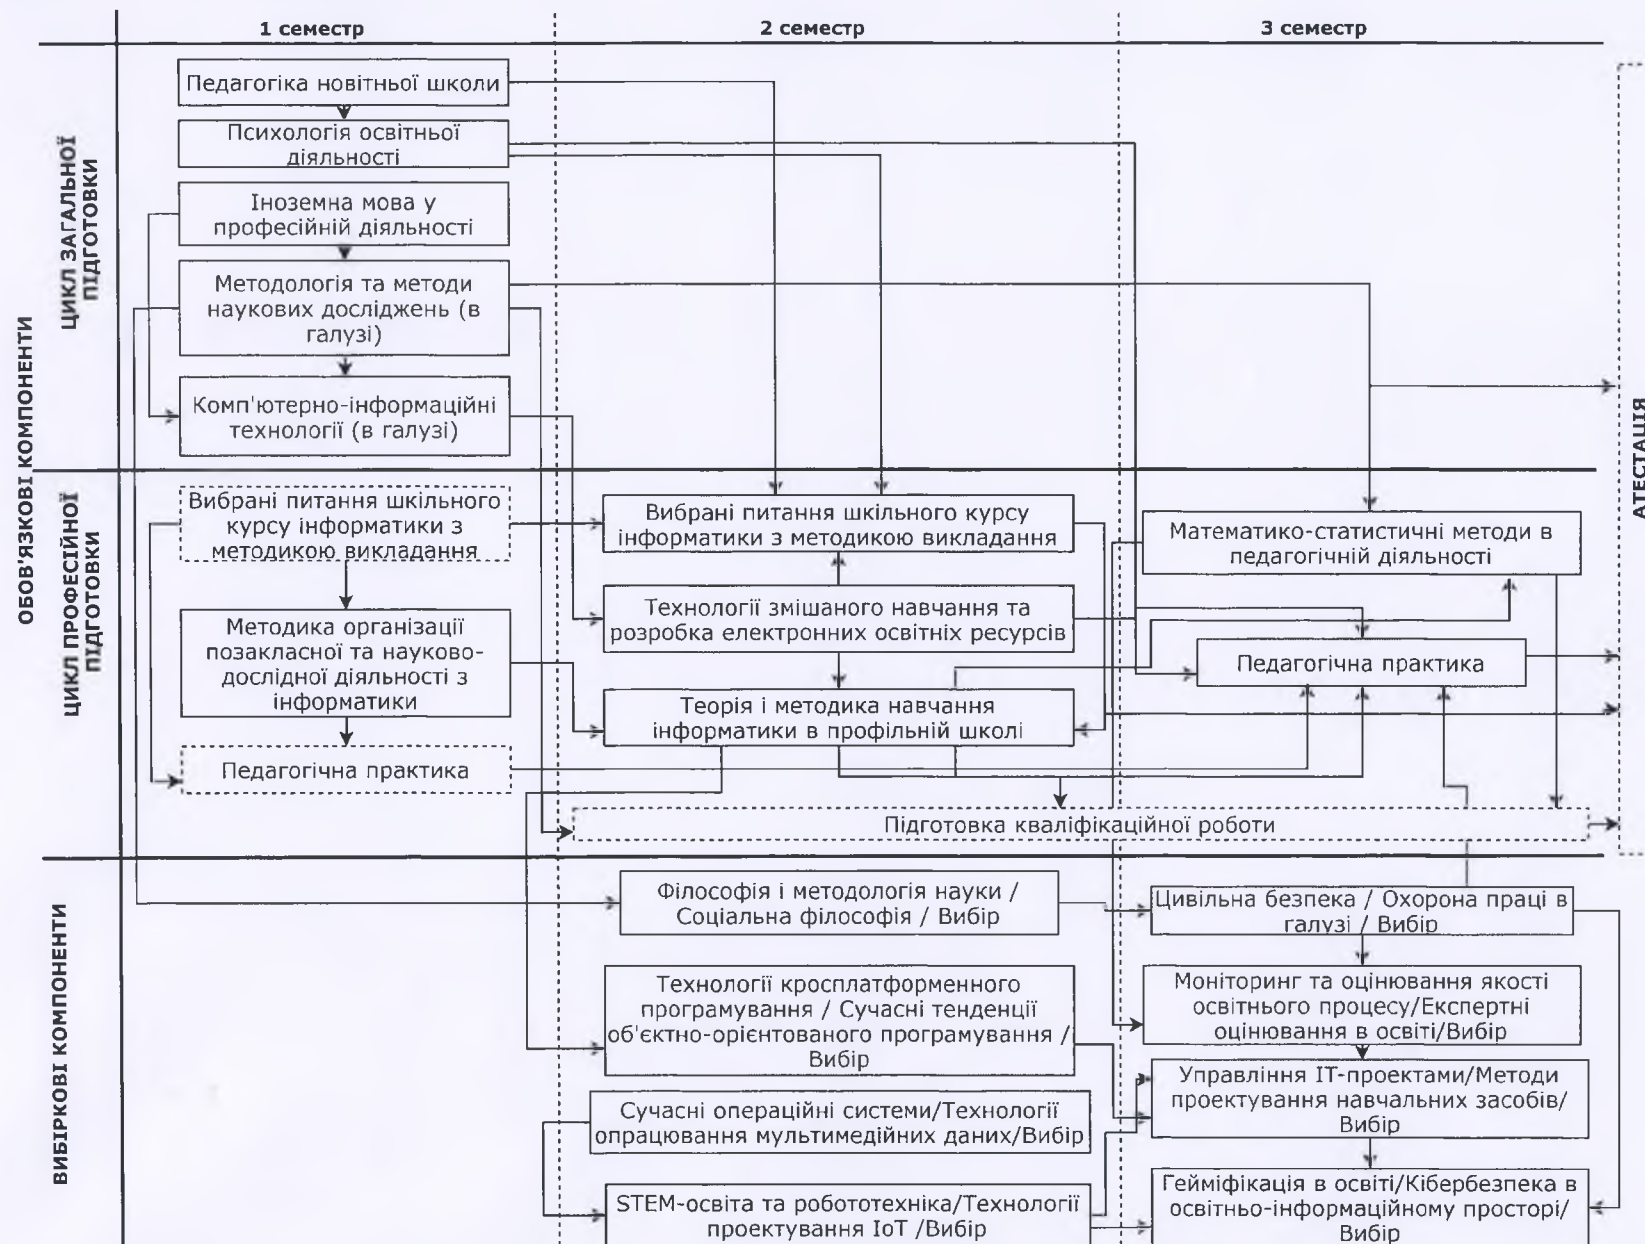 1 семестр
2 семестр
3 семестр
ОБОВ'ЯЗКОВІ КОМПОНЕНТИ
ЦИКЛ ЗАГАЛЬНОЇ
ПІДГОТОВКИ
Педагогіка новітньої школи
Психологія освітньої
діяльності
Іноземна мова у
професійній діяльності
Методологія та методи
наукових досліджень (в
галузі)
Комп'ютерно-інформаційні
технології (в галузі)
АТЕСТАЦІЯ
ЦИКЛ ПРОФЕСІЙНОЇ
ПІДГОТОВКИ
Вибрані питання шкільного
курсу інформатики з
методикою викладання
Методика організації
позакласної та науково-
дослідної діяльності з
інформатики
Педагогічна практика
Вибрані питання шкільного курсу
інформатики з методикою викладання
Технології змішаного навчання та
розробка електронних освітніх ресурсів
Теорія і методика навчання
інформатики в профільній школі
Математико-статистичні методи в
педагогічній діяльності
Педагогічна практика
Підготовка кваліфікаційної роботи
ВИБІРКОВІ КОМПОНЕНТИ
Філософія і методологія науки /
Соціальна філософія / Вибір
Технології кросплатформенного
програмування / Сучасні тенденції
об'єктно-орієнтованого програмування /
Вибір
Сучасні операційні системи/Технології
опрацювання мультимедійних даних/Вибір
STEM-освіта та робототехніка/Технології
проектування IoT /Вибір
Цивільна безпека / Охорона праці в
галузі / Вибір
Моніторинг та оцінювання якості
освітнього процесу/Експертні
оцінювання в освіті/Вибір
Управління ІТ-проектами/Методи
проектування навчальних засобів/
Вибір
Гейміфікація в освіті/Кібербезпека в
освітньо-інформаційному просторі/
Вибір